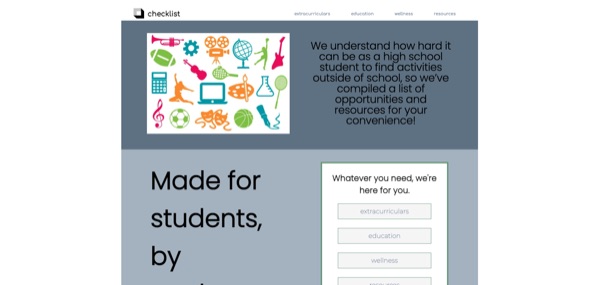 checklist
extracurriculars education wellness resources
We understand how hard it
can be as a high school
student to find activities
outside of school, so we've
compiled a list of
opportunities and
resources for your
convenience!
Made for
students,
by
Whatever you need, we're
here for you.
extracurriculars
education
wellness
resources